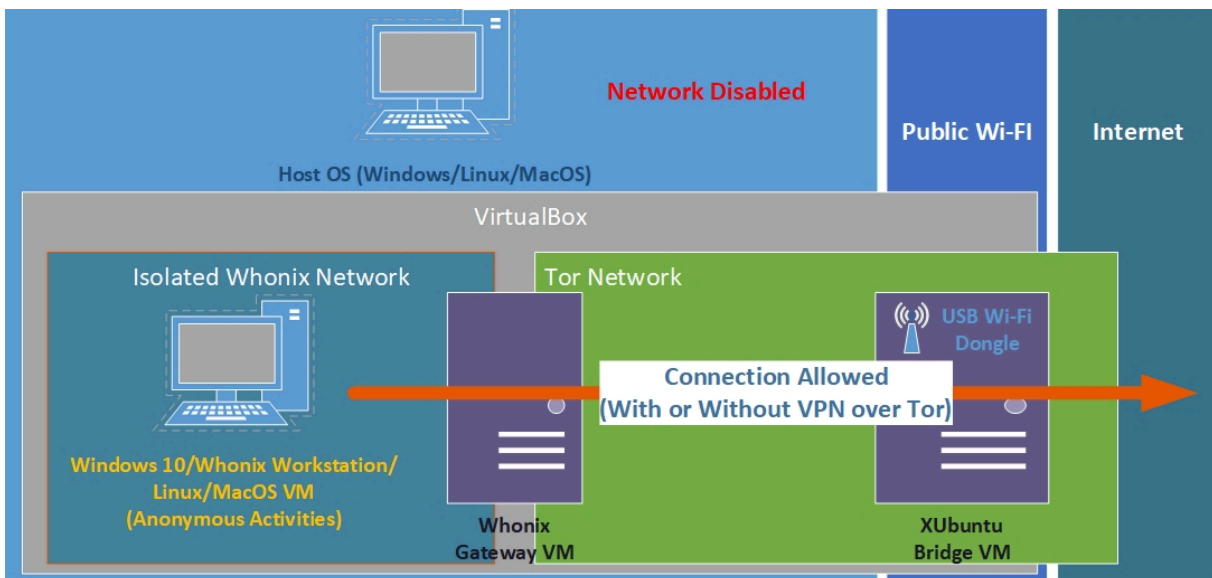 Network Disabled
Public Wi-FI
Internet
Host OS (Windows/Linux/MacOS)
VirtualBox
Isolated Whonix Network
Tor Network
USB Wi-Fi
Dongle
Connection Allowed
(With or Without VPN over Tor)
Windows 10/Whonix Workstation/
Linux/MacOS VM
(Anonymous Activities)
Whonix
Gateway VM
XUbuntu
Bridge VM